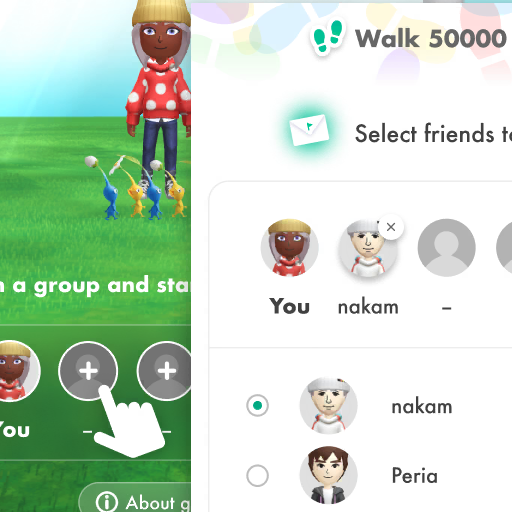 n a group and sta
You
–
–
About g
Walk 50000
Select friends t
You
nakam
–
nakam
Peria